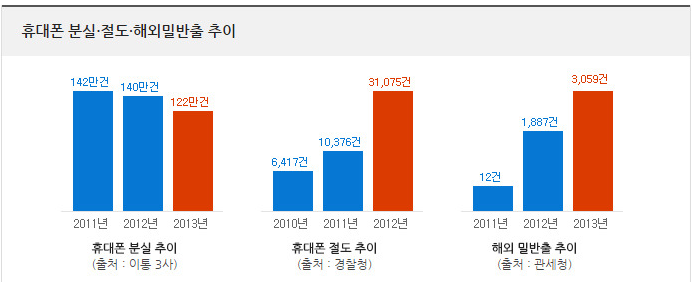 휴대폰 분실·절도·해외밀반출 추이
142만건 140만건 122만건
2011년 2012년 2013년
휴대폰 분실 추이
(출처 : 이통 3사)
6,417건 10,376건 31,075건
2010년 2011년 2012년
휴대폰 절도 추이
(출처 : 경찰청)
12건 1,887건 3,059건
2011년 2012년 2013년
해외 밀반출 추이
(출처 : 관세청)